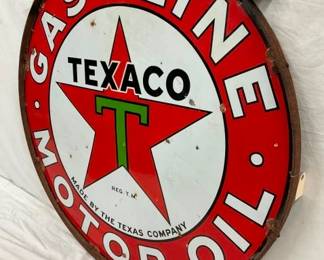 GASOLINE
TEXACO
T
REG. T.M.
MADE BY THE TEXAS COMPANY
MOTOR OIL